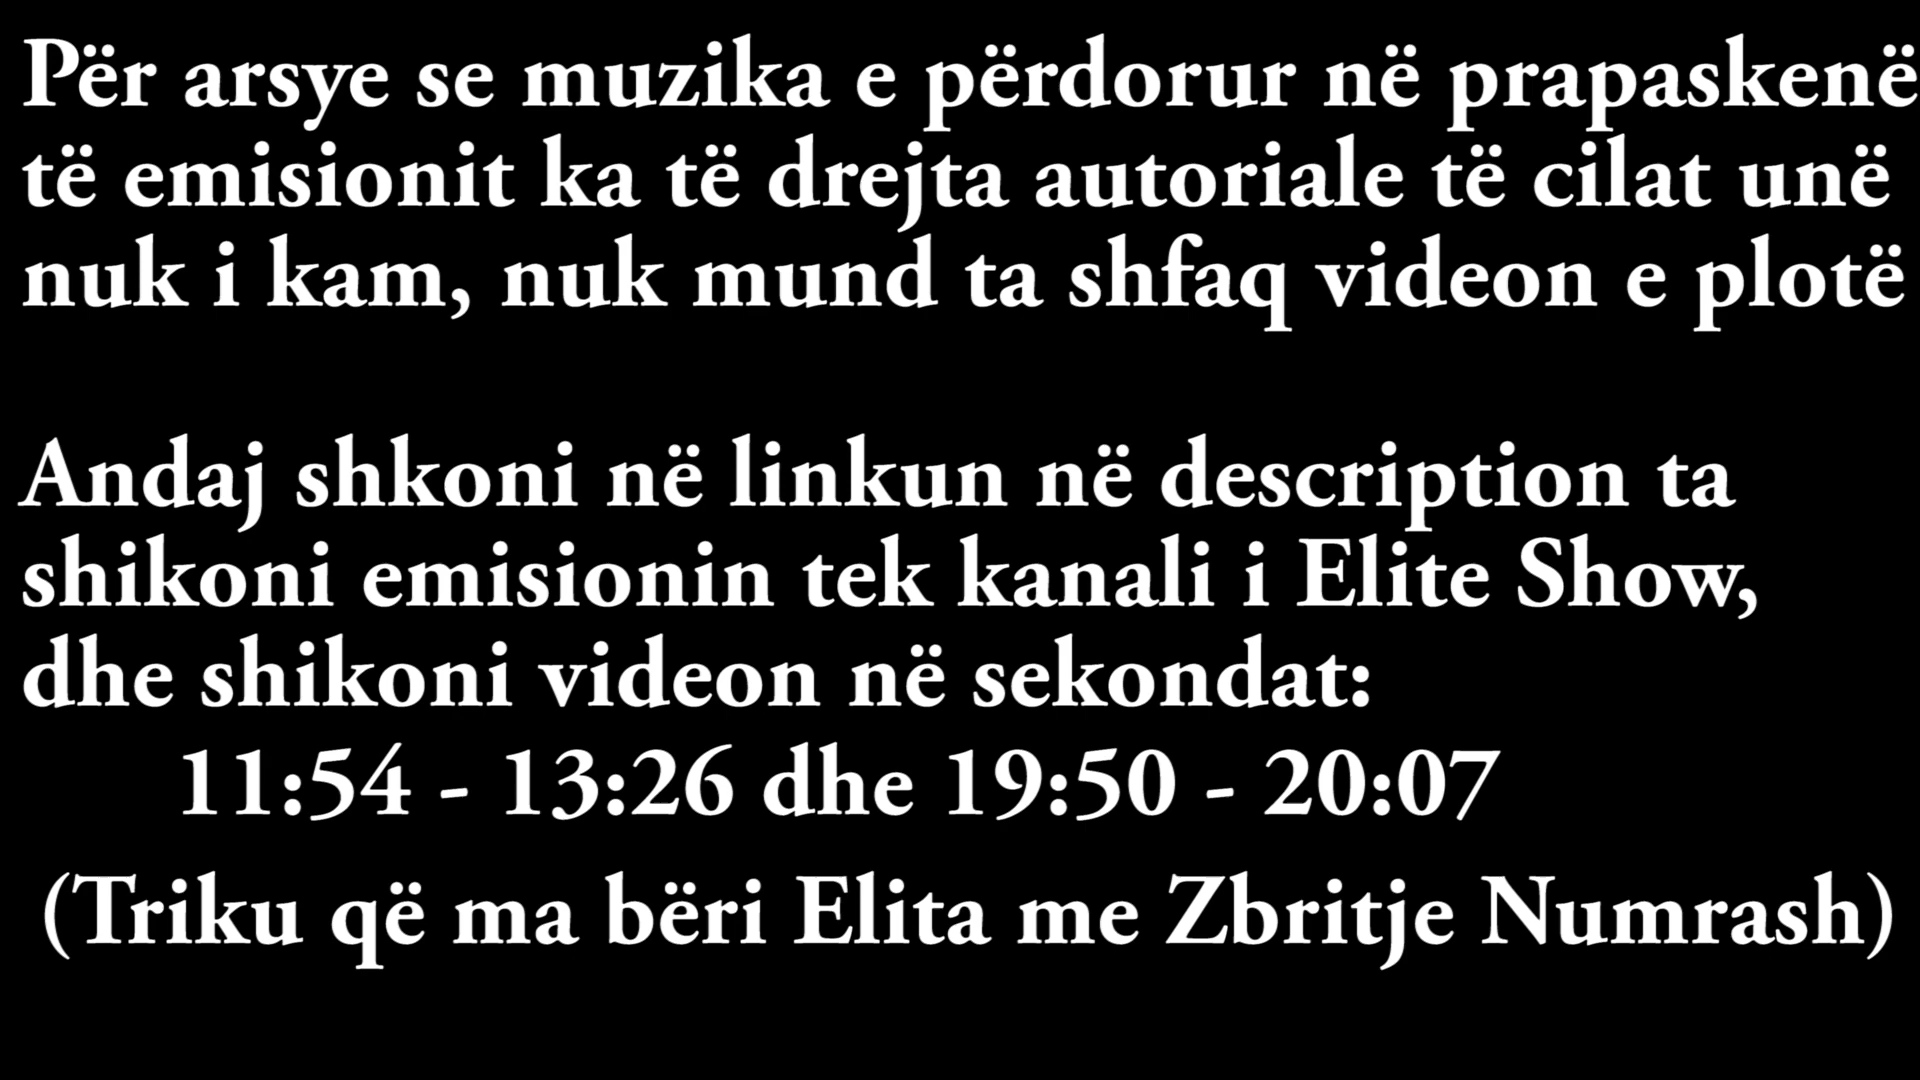 Për arsye se muzika e përdorur në prapaskenë
të emisionit ka të drejta autoriale të cilat unë
nuk i kam, nuk mund ta shfaq videon e plotë
Andaj shkoni në linkun në description ta
shikoni emisionin tek kanali i Elite Show,
dhe shikoni videon në sekondat:
11:54 - 13:26 dhe 19:50 - 20:07
(Triku që ma bëri Elita me Zbritje Numrash)